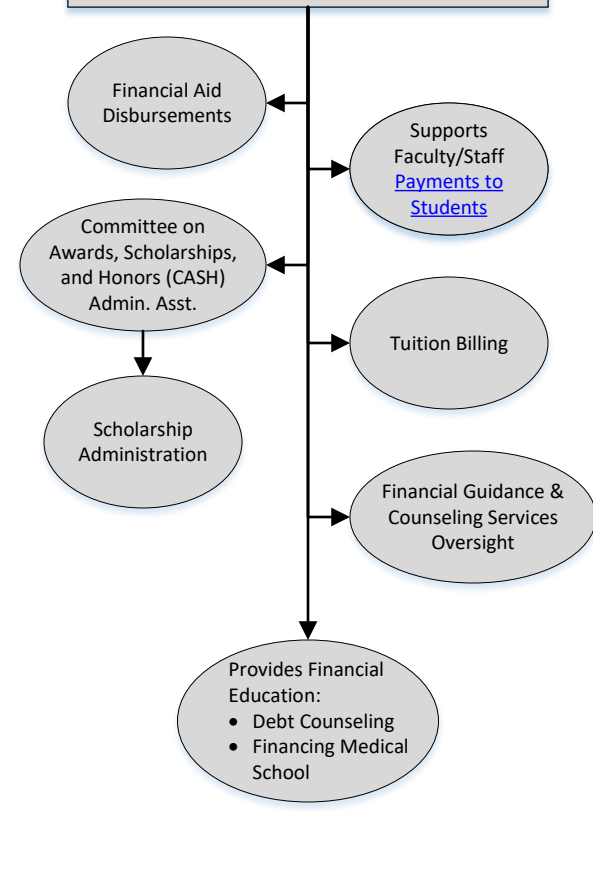 Financial Aid
Disbursements
Supports
Faculty/Staff
Payments to
Students
Committee on
Awards, Scholarships,
and Honors (CASH)
Admin. Asst.
Tuition Billing
Scholarship
Administration
Financial Guidance &
Counseling Services
Oversight
Provides Financial
Education:
• Debt Counseling
• Financing Medical
School